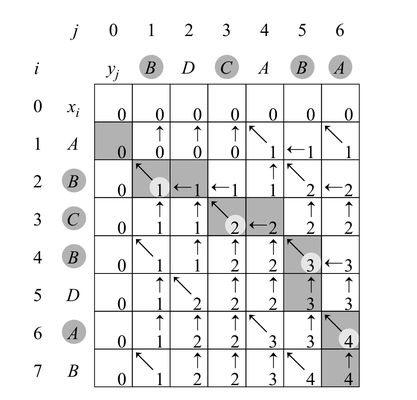 j 0 1 2 3 4 5 6
i y_j B D C A B A
0 x_i 0 0 0 0 0 0 0
1 A 0 ↑0 ↑0 ↑0 ↖1 ←1 ↖1
2 B 0 ↖1 ←1 ←1 ↑1 ↖2 ←2
3 C 0 ↑1 ↑1 ↖2 ←2 ↑2 ↑2
4 B 0 ↖1 ↑1 ↑2 ↑2 ↖3 ←3
5 D 0 ↑1 ↖2 ↑2 ↑2 ↑3 ↑3
6 A 0 ↑1 ↑2 ↑2 ↖3 ↑3 ↖4
7 B 0 ↖1 ↑2 ↑2 ↑3 ↖4 ↑4